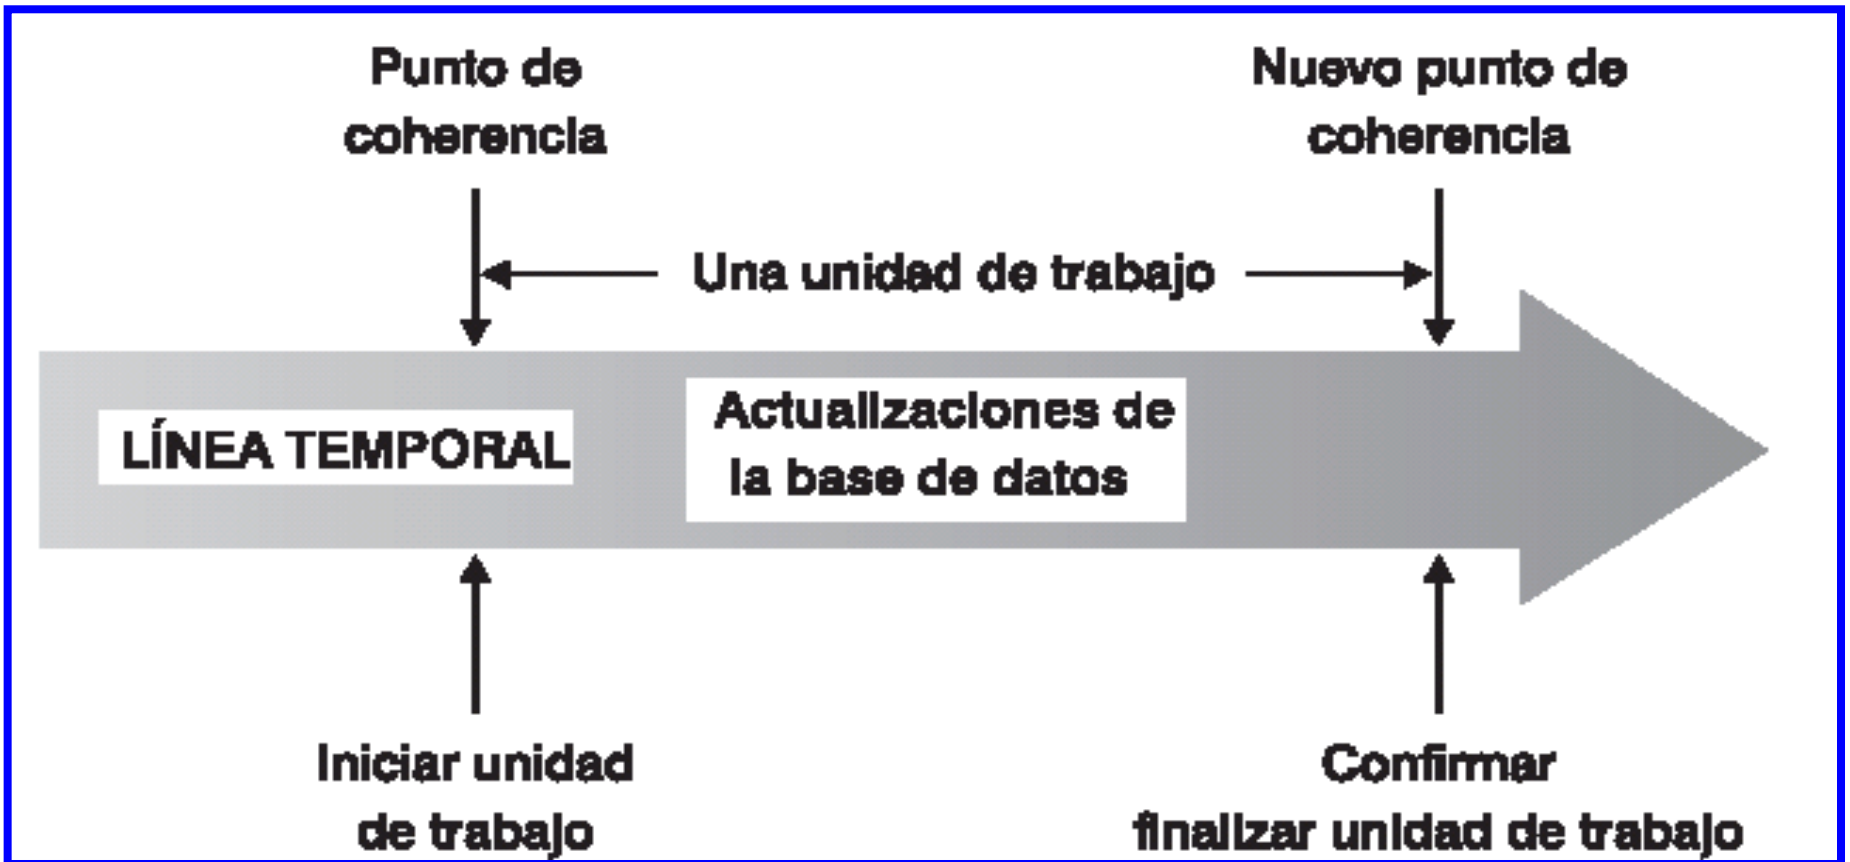 Punto de
coherencia
Nuevo punto de
coherencia
Una unidad de trabajo
LÍNEA TEMPORAL
Actualizaciones de
la base de datos
Iniciar unidad
de trabajo
Confirmar
finalizar unidad de trabajo